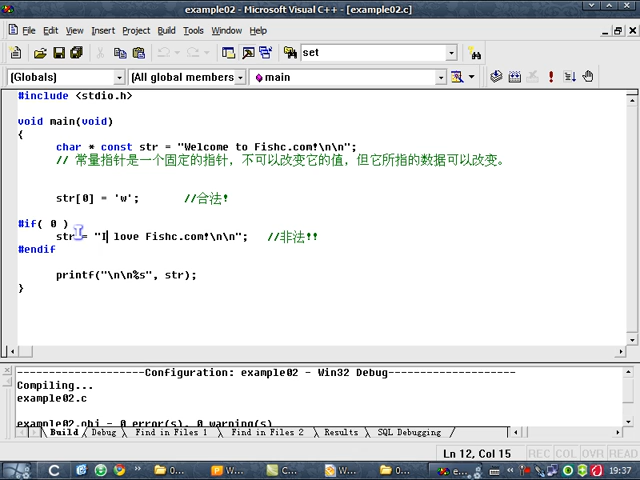 example02 - Microsoft Visual C++ - [example02.c]
File Edit View Insert Project Build Tools Window Help
set
(Globals) (All global members main
#include <stdio.h>
void main(void)
{
char * const str = "Welcome to Fishc.com!\n\n";
// 常量指针是一个固定的指针，不可以改变它的值，但它所指的数据可以改变。
str[0] = 'w'; //合法！
#if( 0 )
str = "I love Fishc.com!\n\n"; //非法！！
#endif
printf("\n\n%s", str);
}
--------------------Configuration: example02 - Win32 Debug--------------------
Compiling...
example02.c
example02.obj - 0 error(s), 0 warning(s)
Build Debug Find in Files 1 Find in Files 2 Results SQL Debugging
Ln 12, Col 15 REC COL OVR READ
0... W... C... W... 0... e... 19:37